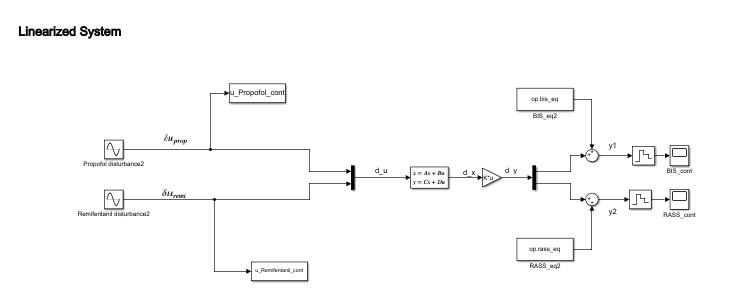 Linearized System
u_Propofol_cont
op.bis_eq
BIS_eq2
δu_prop
Propofol disturbance2
y1
BIS_cont
d_u
ẋ = Ax + Bu
y = Cx + Du
d_x
K*u
d y
δu_remi
Remifentanil disturbance2
y2
RASS_cont
op.rass_eq
RASS_eq2
u_Remifentanil_cont